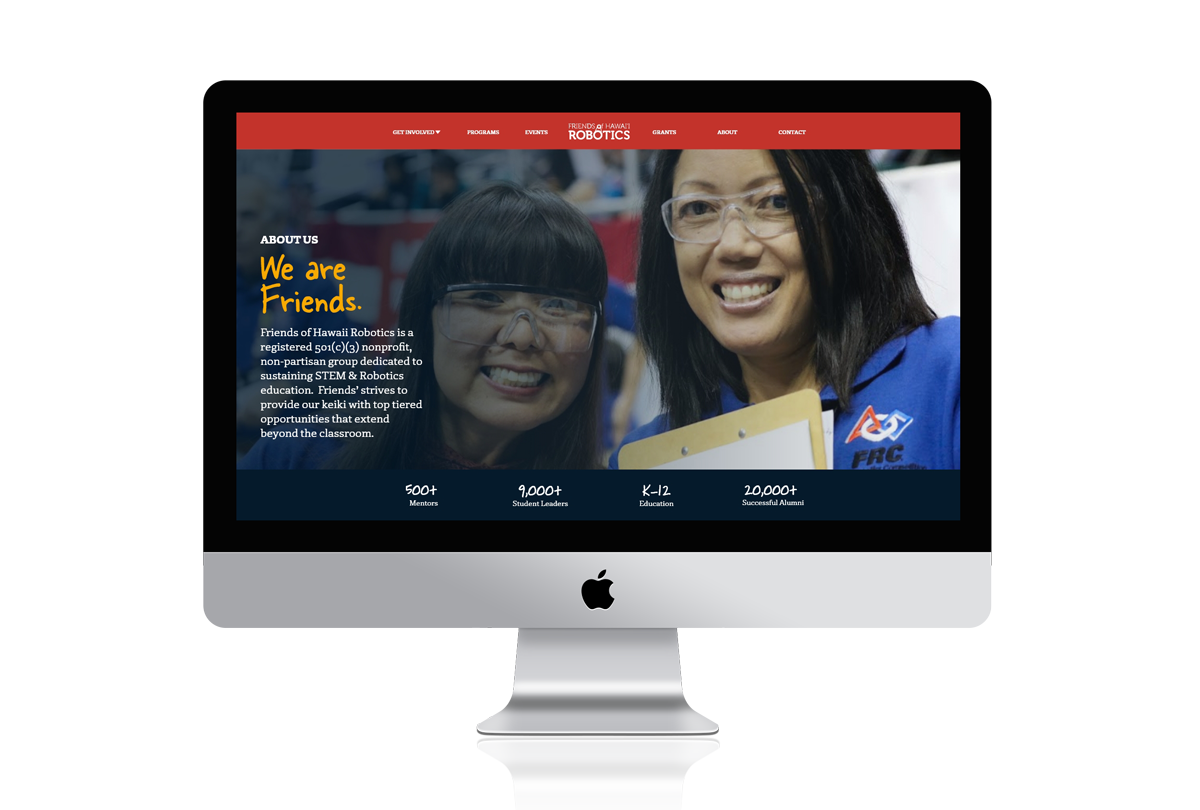 GET INVOLVED PROGRAMS EVENTS FRIENDS of HAWAI'I ROBOTICS GRANTS ABOUT CONTACT
ABOUT US
We are
Friends.
Friends of Hawaii Robotics is a
registered 501(c)(3) nonprofit,
non-partisan group dedicated to
sustaining STEM & Robotics
education. Friends' strives to
provide our keiki with top tiered
opportunities that extend
beyond the classroom.
FRC
500+ 9,000+ K-12 20,000+
Mentors Student Leaders Education Successful Alumni